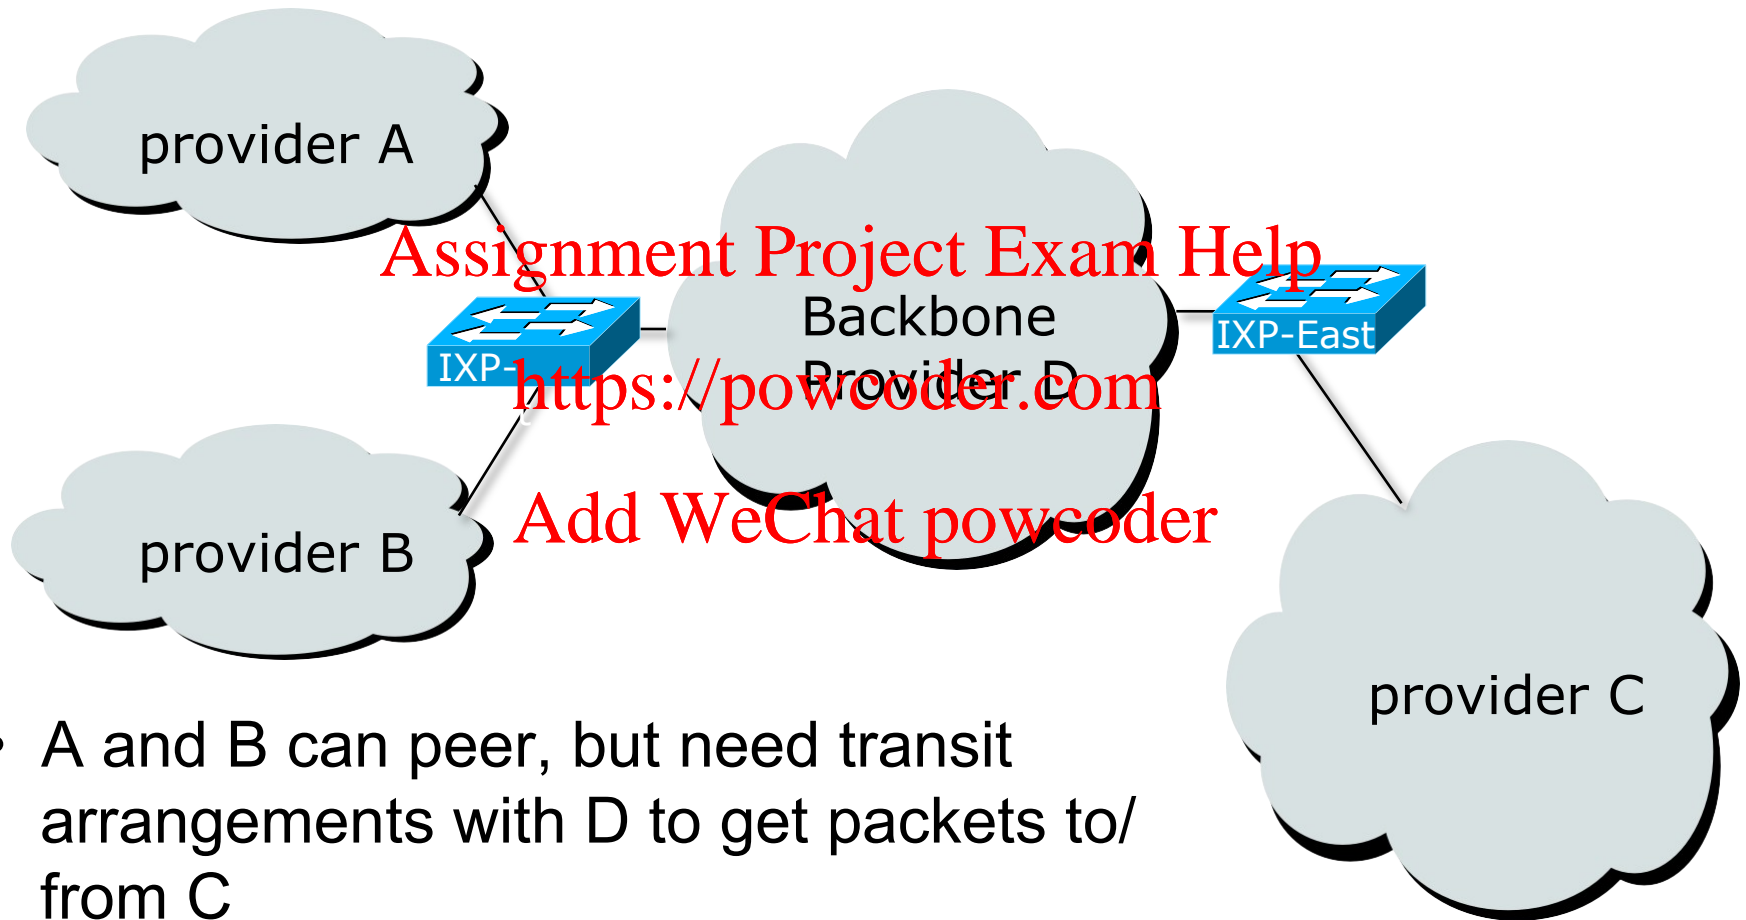 provider A
Assignment Project Exam Help
Backbone
Provider D
IXP-East
IXP-
https://powcoder.com
Add WeChat powcoder
provider B
provider C
• A and B can peer, but need transit
arrangements with D to get packets to/
from C